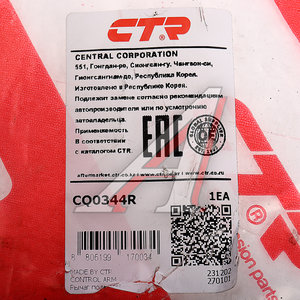 CTR
CENTRAL CORPORATION
551, Гонгдан-ро, Сионгсан-гу, Чангвон-си,
Гионгсангнам-до, Республика Корея.
Изготовлено в Республике Корея.
Подлежит замене согласно рекомендациям
автопроизводителя или по усмотрению
автовладельца.
Применяемость
В соответствии
с каталогом CTR.
EAC
CQ0344R
1EA
8 806199 170034
231202
270101
MADE BY CTR
CONTROL ARM
Рычаг